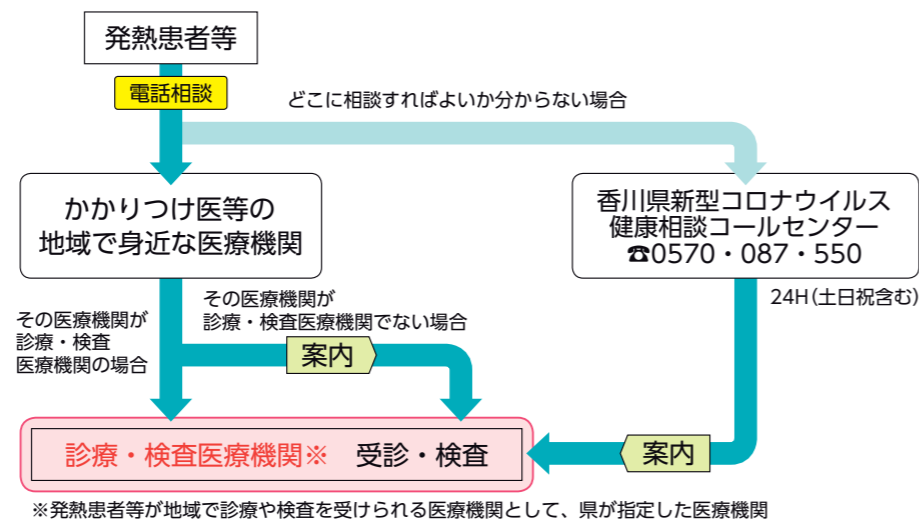 発熱患者等
電話相談
どこに相談すればよいか分からない場合
かかりつけ医等の
地域で身近な医療機関
香川県新型コロナウイルス
健康相談コールセンター
☎0570・087・550
24H(土日祝含む)
その医療機関が
診療・検査
医療機関の場合
その医療機関が
診療・検査医療機関でない場合
案内
案内
診療・検査医療機関※ 受診・検査
※発熱患者等が地域で診療や検査を受けられる医療機関として、県が指定した医療機関